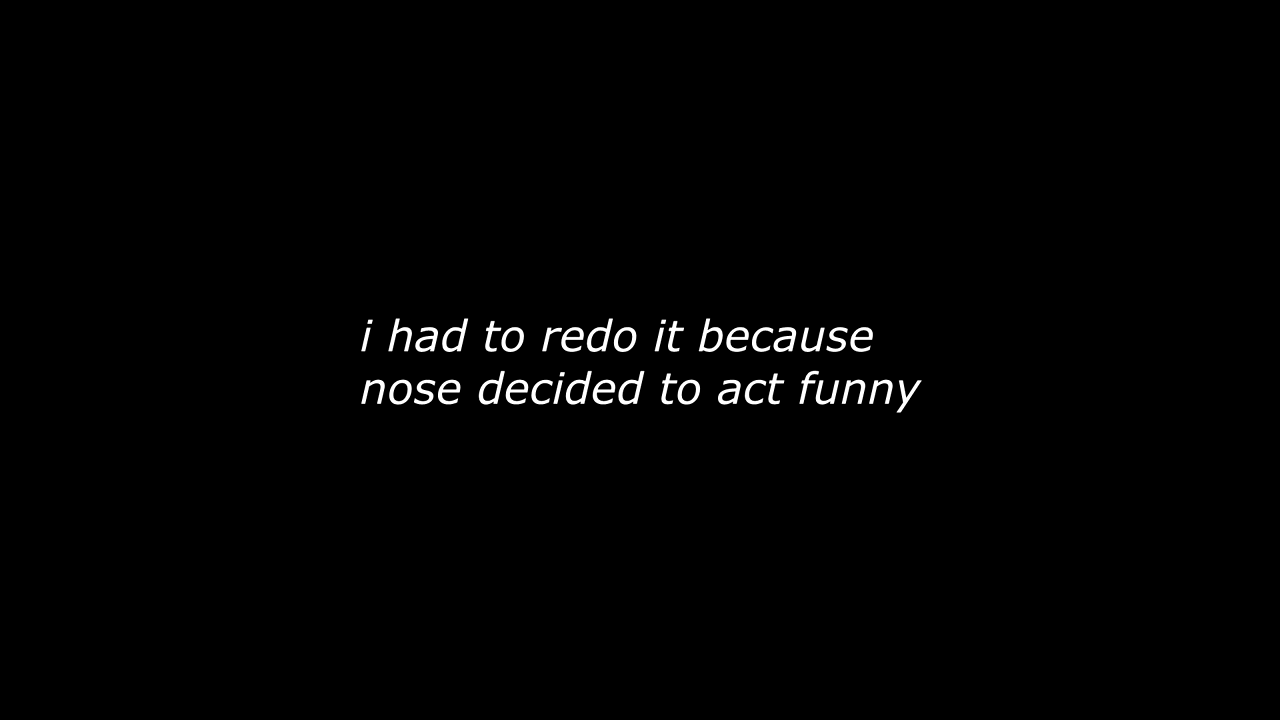 i had to redo it because
nose decided to act funny